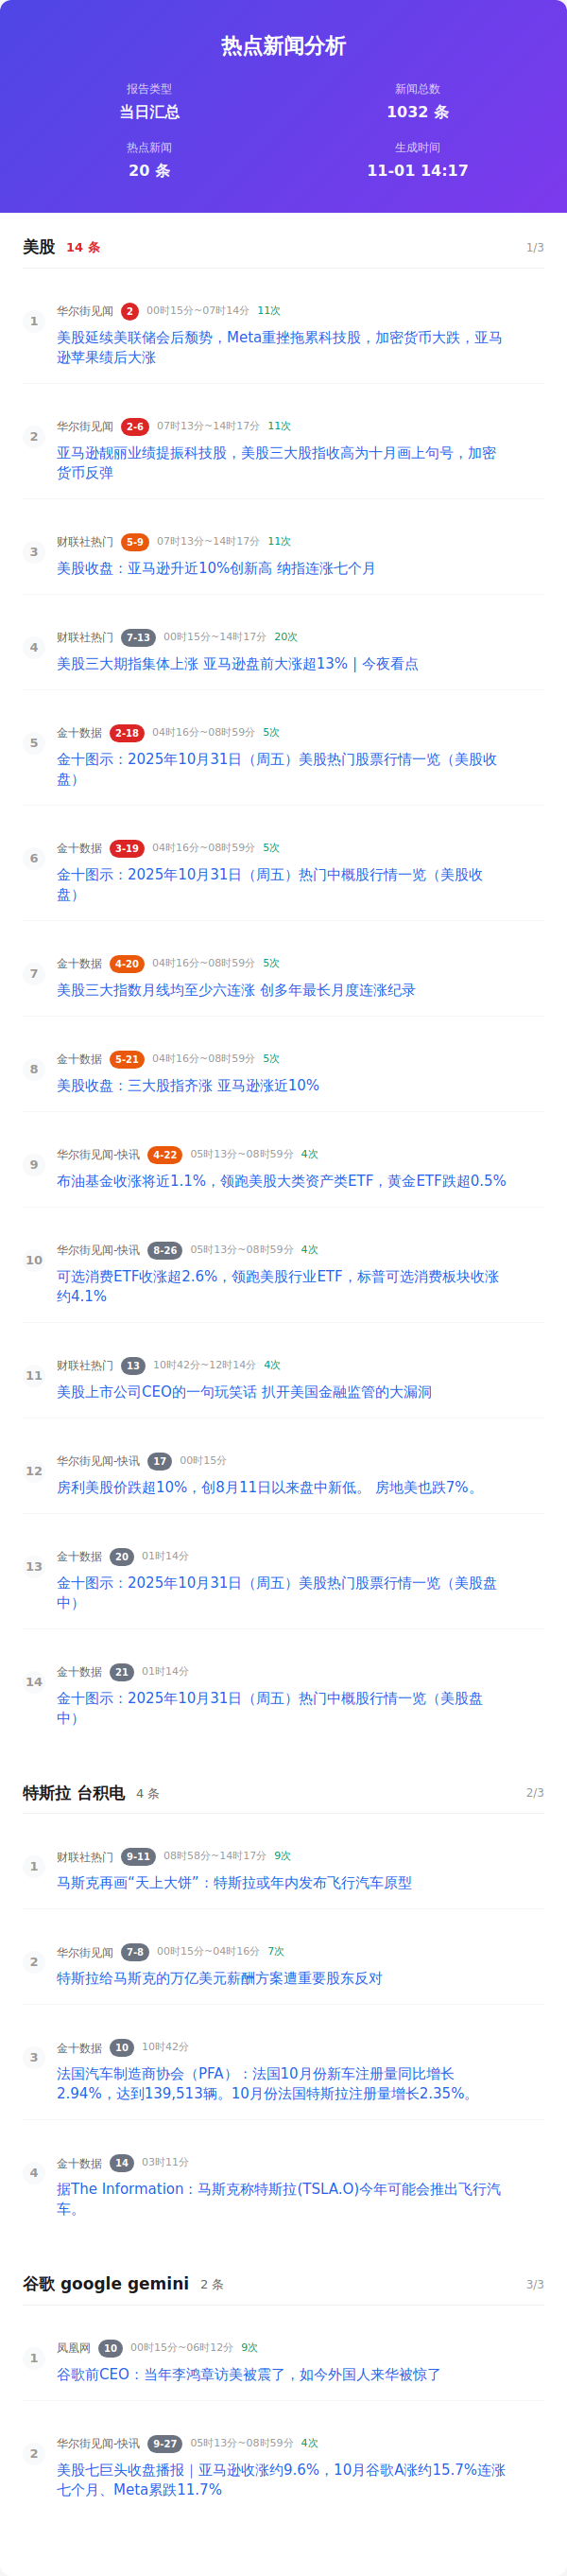 热点新闻分析
报告类型
当日汇总
新闻总数
1032 条
热点新闻
20 条
生成时间
11-01 14:17
美股 14 条 1/3
1
华尔街见闻 2 00时15分~07时14分 11次
美股延续美联储会后颓势，Meta重挫拖累科技股，加密货币大跌，亚马
逊苹果绩后大涨
2
华尔街见闻 2-6 07时13分~14时17分 11次
亚马逊靓丽业绩提振科技股，美股三大股指收高为十月画上句号，加密
货币反弹
3
财联社热门 5-9 07时13分~14时17分 11次
美股收盘：亚马逊升近10%创新高 纳指连涨七个月
4
财联社热门 7-13 00时15分~14时17分 20次
美股三大期指集体上涨 亚马逊盘前大涨超13% | 今夜看点
5
金十数据 2-18 04时16分~08时59分 5次
金十图示：2025年10月31日（周五）美股热门股票行情一览（美股收
盘）
6
金十数据 3-19 04时16分~08时59分 5次
金十图示：2025年10月31日（周五）热门中概股行情一览（美股收
盘）
7
金十数据 4-20 04时16分~08时59分 5次
美股三大指数月线均至少六连涨 创多年最长月度连涨纪录
8
金十数据 5-21 04时16分~08时59分 5次
美股收盘：三大股指齐涨 亚马逊涨近10%
9
华尔街见闻-快讯 4-22 05时13分~08时59分 4次
布油基金收涨将近1.1%，领跑美股大类资产类ETF，黄金ETF跌超0.5%
10
华尔街见闻-快讯 8-26 05时13分~08时59分 4次
可选消费ETF收涨超2.6%，领跑美股行业ETF，标普可选消费板块收涨
约4.1%
11
财联社热门 13 10时42分~12时14分 4次
美股上市公司CEO的一句玩笑话 扒开美国金融监管的大漏洞
12
华尔街见闻-快讯 17 00时15分
房利美股价跌超10%，创8月11日以来盘中新低。 房地美也跌7%。
13
金十数据 20 01时14分
金十图示：2025年10月31日（周五）美股热门股票行情一览（美股盘
中）
14
金十数据 21 01时14分
金十图示：2025年10月31日（周五）热门中概股行情一览（美股盘
中）
特斯拉 台积电 4 条 2/3
1
财联社热门 9-11 08时58分~14时17分 9次
马斯克再画“天上大饼”：特斯拉或年内发布飞行汽车原型
2
华尔街见闻 7-8 00时15分~04时16分 7次
特斯拉给马斯克的万亿美元薪酬方案遭重要股东反对
3
金十数据 10 10时42分
法国汽车制造商协会（PFA）：法国10月份新车注册量同比增长
2.94%，达到139,513辆。10月份法国特斯拉注册量增长2.35%。
4
金十数据 14 03时11分
据The Information：马斯克称特斯拉(TSLA.O)今年可能会推出飞行汽
车。
谷歌 google gemini 2 条 3/3
1
凤凰网 10 00时15分~06时12分 9次
谷歌前CEO：当年李鸿章访美被震了，如今外国人来华被惊了
2
华尔街见闻-快讯 9-27 05时13分~08时59分 4次
美股七巨头收盘播报｜亚马逊收涨约9.6%，10月谷歌A涨约15.7%连涨
七个月、Meta累跌11.7%